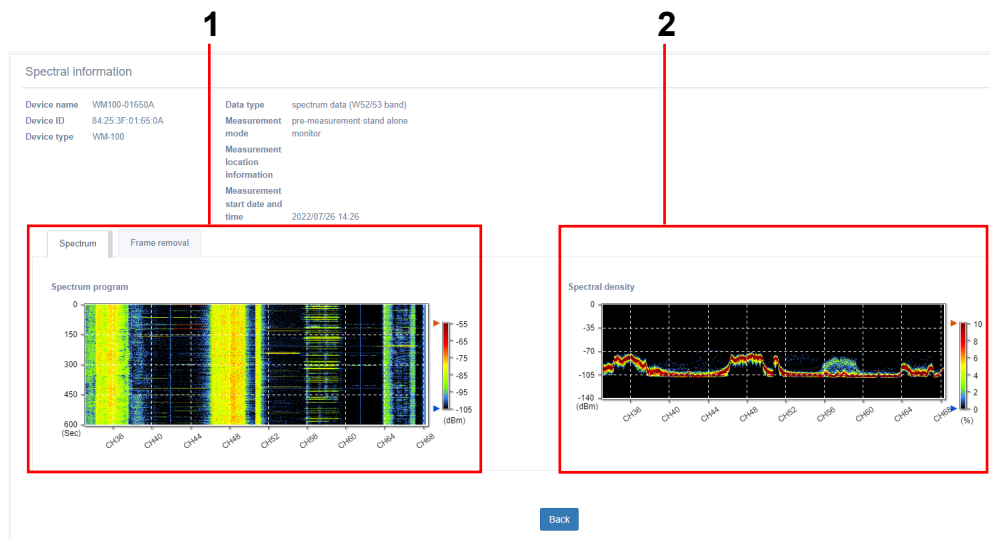 1 2
Spectral information
Device name WM100-01650A
Device ID 84:25:3F:01:65:0A
Device type WM-100
Data type spectrum data (W52/53 band)
Measurement pre-measurement-stand alone
mode monitor
Measurement
location
information
Measurement
start date and
time 2022/07/26 14:26
Spectrum Frame removal
Spectrum program
0
150
300
450
600
(Sec)
CH36 CH40 CH44 CH48 CH52 CH56 CH60 CH64 CH68
-55
-65
-75
-85
-95
-105
(dBm)
Spectral density
0
-35
-70
-105
-140
(dBm)
CH36 CH40 CH44 CH48 CH52 CH56 CH60 CH64 CH68
10
8
6
4
2
0
(%)
Back